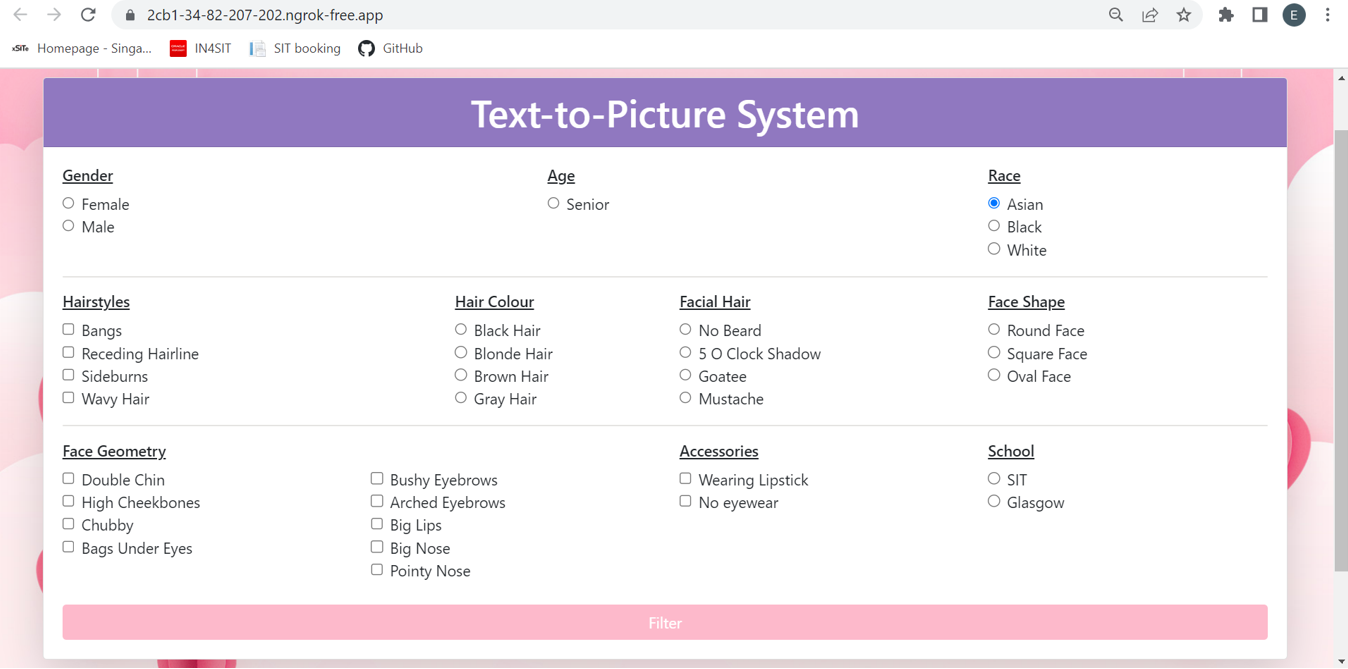 2cb1-34-82-207-202.ngrok-free.app
E
xSiTe Homepage - Singa... IN4SIT SIT booking GitHub
Text-to-Picture System
Gender
Female
Male
Age
Senior
Race
Asian
Black
White
Hairstyles
Bangs
Receding Hairline
Sideburns
Wavy Hair
Hair Colour
Black Hair
Blonde Hair
Brown Hair
Gray Hair
Facial Hair
No Beard
5 O Clock Shadow
Goatee
Mustache
Face Shape
Round Face
Square Face
Oval Face
Face Geometry
Double Chin
High Cheekbones
Chubby
Bags Under Eyes
Bushy Eyebrows
Arched Eyebrows
Big Lips
Big Nose
Pointy Nose
Accessories
Wearing Lipstick
No eyewear
School
SIT
Glasgow
Filter